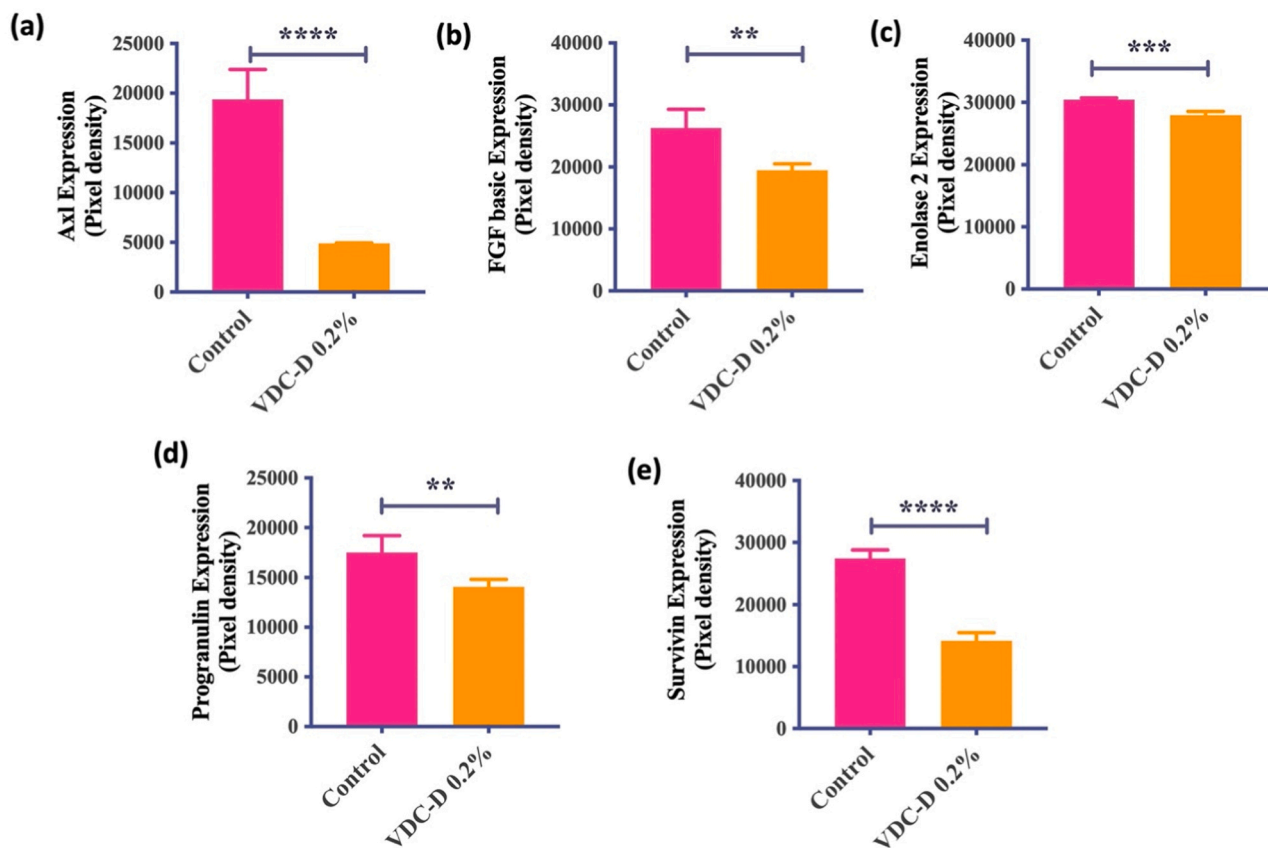 (a)
Axl Expression
(Pixel density)
25000
20000
15000
10000
5000
0
****
Control
VDC-D 0.2%
(b)
FGF basic Expression
(Pixel density)
40000
30000
20000
10000
0
**
Control
VDC-D 0.2%
(c)
Enolase 2 Expression
(Pixel density)
40000
30000
20000
10000
0
***
Control
VDC-D 0.2%
(d)
Progranulin Expression
(Pixel density)
25000
20000
15000
10000
5000
0
**
Control
VDC-D 0.2%
(e)
Survivin Expression
(Pixel density)
40000
30000
20000
10000
0
****
Control
VDC-D 0.2%